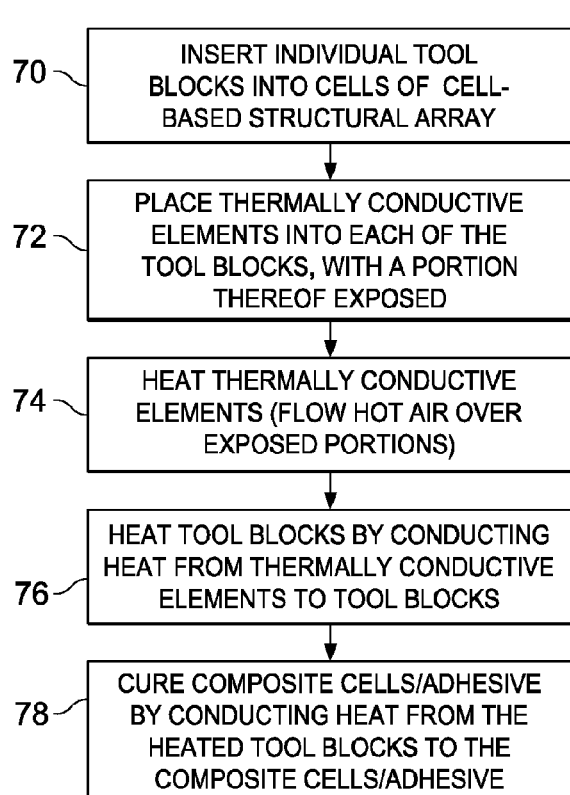 70
INSERT INDIVIDUAL TOOL
BLOCKS INTO CELLS OF CELL-
BASED STRUCTURAL ARRAY
72
PLACE THERMALLY CONDUCTIVE
ELEMENTS INTO EACH OF THE
TOOL BLOCKS, WITH A PORTION
THEREOF EXPOSED
74
HEAT THERMALLY CONDUCTIVE
ELEMENTS (FLOW HOT AIR OVER
EXPOSED PORTIONS)
76
HEAT TOOL BLOCKS BY CONDUCTING
HEAT FROM THERMALLY CONDUCTIVE
ELEMENTS TO TOOL BLOCKS
78
CURE COMPOSITE CELLS/ADHESIVE
BY CONDUCTING HEAT FROM THE
HEATED TOOL BLOCKS TO THE
COMPOSITE CELLS/ADHESIVE